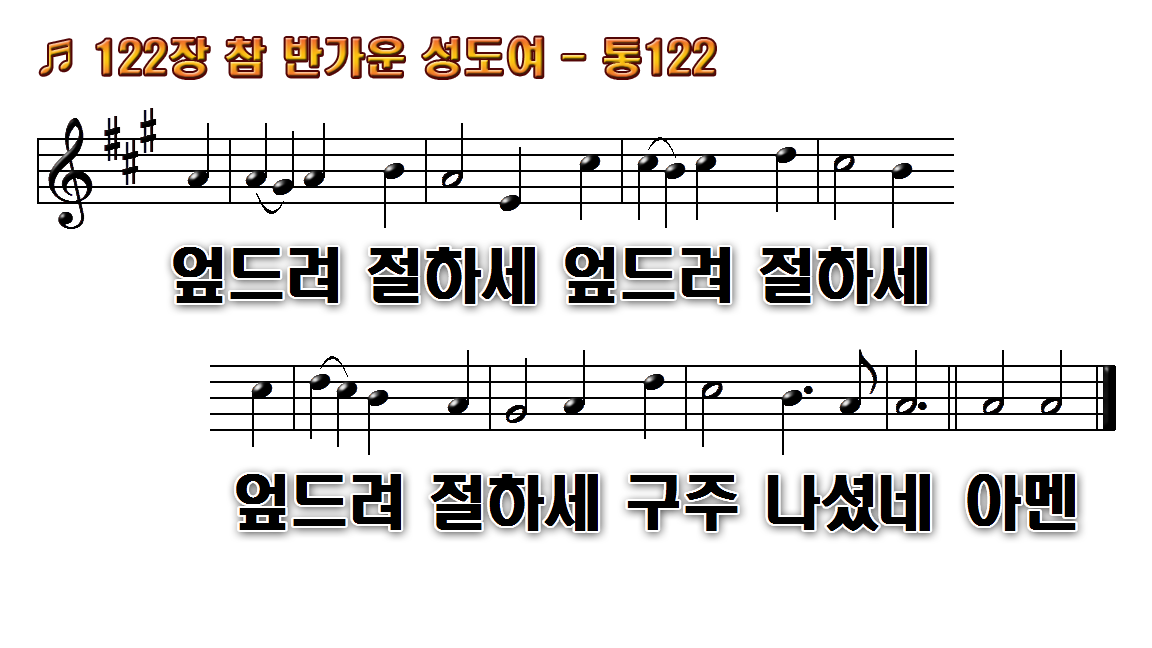 ♬ 122장 참 반가운 성도여 - 통122
엎드려 절하세 엎드려 절하세
엎드려 절하세 구주 나셨네 아멘